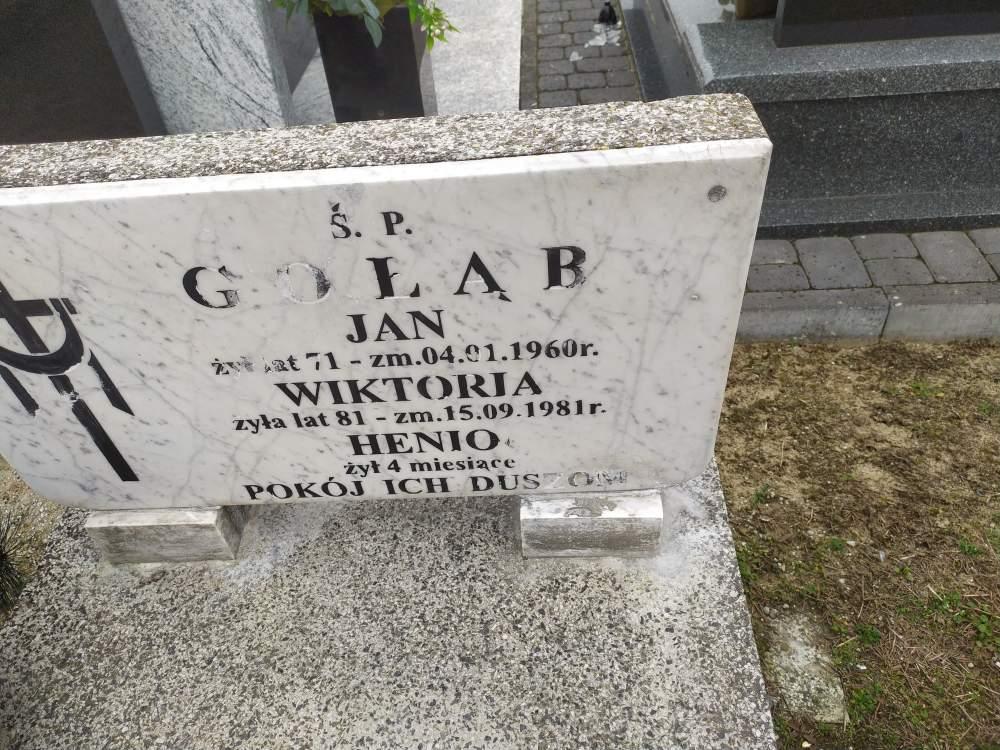 Ś. P.
GOŁĄB
JAN
żył lat 71 - zm. 04.01.1960r.
WIKTORJA
żyła lat 81 - zm. 15.09.1981r.
HENIO
żył 4 miesiące
POKÓJ ICH DUSZOM